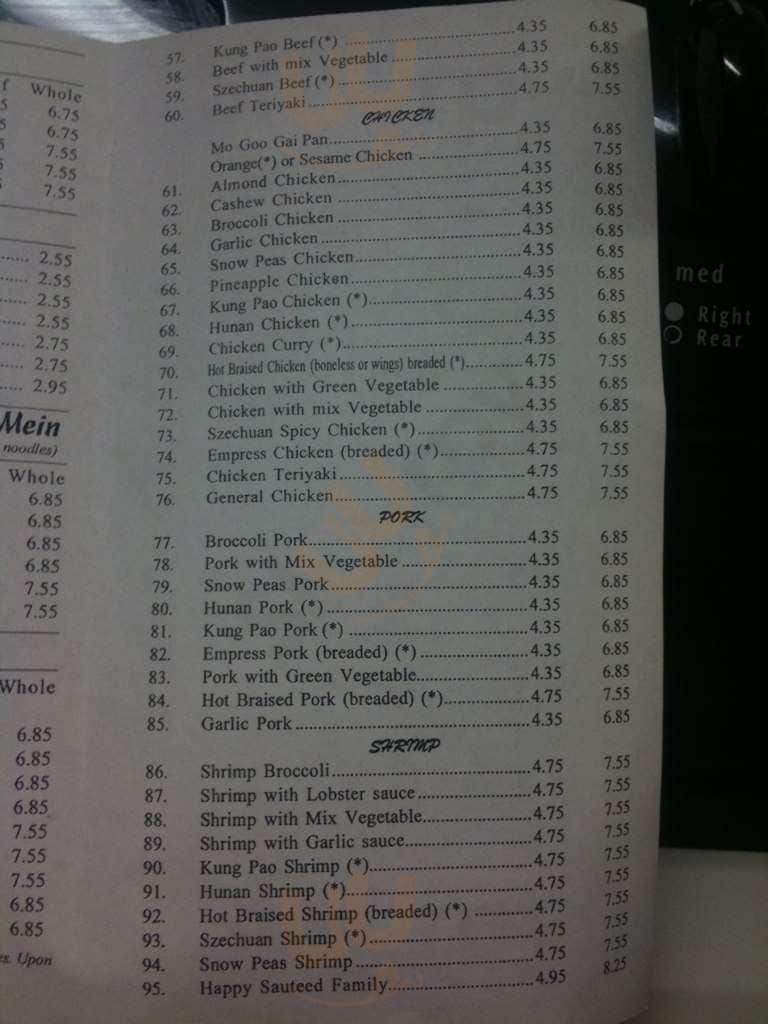 Whole
6.75
6.75
7.55
7.55
7.55
2.55
2.55
2.55
2.55
2.75
2.75
2.95
Mein
noodles)
Whole
6.85
6.85
6.85
6.85
7.55
7.55
Whole
6.85
6.85
6.85
6.85
7.55
7.55
7.55
6.85
6.85
es. Upon
57. Kung Pao Beef (*) 4.35 6.85
58. Beef with mix Vegetable 4.35 6.85
59. Szechuan Beef (*) 4.35 6.85
60. Beef Teriyaki 4.75 7.55
CHICKEN
Mo Goo Gai Pan 4.35 6.85
Orange(*) or Sesame Chicken 4.75 7.55
61. Almond Chicken 4.35 6.85
62. Cashew Chicken 4.35 6.85
63. Broccoli Chicken 4.35 6.85
64. Garlic Chicken 4.35 6.85
65. Snow Peas Chicken 4.35 6.85
66. Pineapple Chicken 4.35 6.85
67. Kung Pao Chicken (*) 4.35 6.85
68. Hunan Chicken (*) 4.35 6.85
69. Chicken Curry (*) 4.35 6.85
70. Hot Braised Chicken (boneless or wings) breaded (*) 4.75 7.55
71. Chicken with Green Vegetable 4.35 6.85
72. Chicken with mix Vegetable 4.35 6.85
73. Szechuan Spicy Chicken (*) 4.35 6.85
74. Empress Chicken (breaded) (*) 4.75 7.55
75. Chicken Teriyaki 4.75 7.55
76. General Chicken 4.75 7.55
PORK
77. Broccoli Pork 4.35 6.85
78. Pork with Mix Vegetable 4.35 6.85
79. Snow Peas Pork 4.35 6.85
80. Hunan Pork (*) 4.35 6.85
81. Kung Pao Pork (*) 4.35 6.85
82. Empress Pork (breaded) (*) 4.35 6.85
83. Pork with Green Vegetable 4.35 6.85
84. Hot Braised Pork (breaded) (*) 4.75 7.55
85. Garlic Pork 4.35 6.85
SHRIMP
86. Shrimp Broccoli 4.75 7.55
87. Shrimp with Lobster sauce 4.75 7.55
88. Shrimp with Mix Vegetable 4.75 7.55
89. Shrimp with Garlic sauce 4.75 7.55
90. Kung Pao Shrimp (*) 4.75 7.55
91. Hunan Shrimp (*) 4.75 7.55
92. Hot Braised Shrimp (breaded) (*) 4.75 7.55
93. Szechuan Shrimp (*) 4.75 7.55
94. Snow Peas Shrimp 4.75 7.55
95. Happy Sauteed Family 4.95 8.25
med
Right
Rear